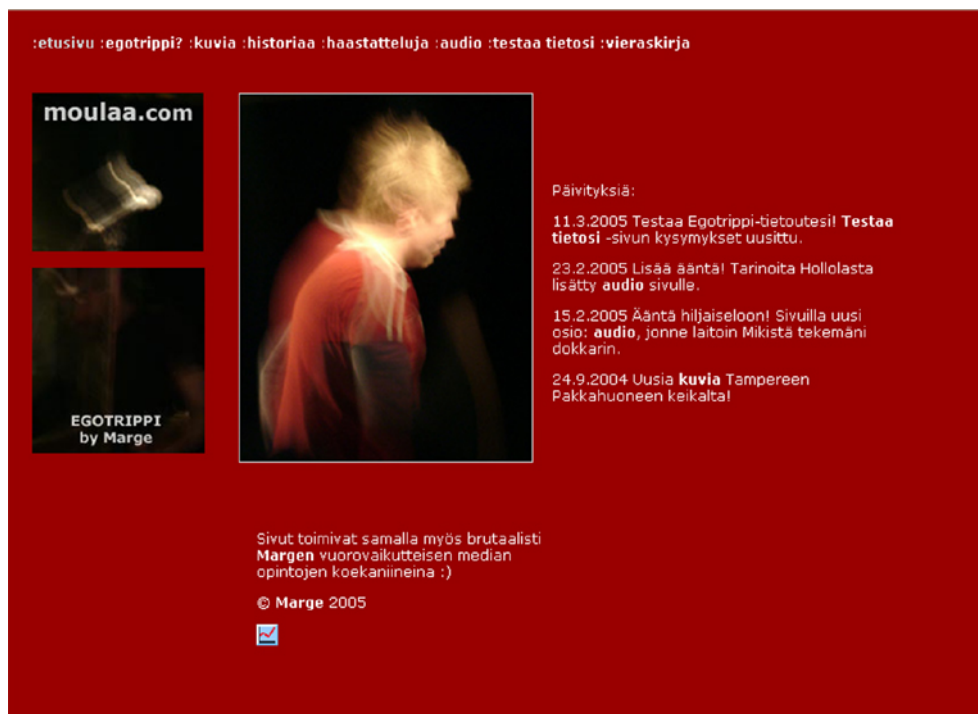 :etusivu :egotrippi? :kuvia :historiaa :haastatteluja :audio :testaa tietosi :vieraskirja
moulaa.com
EGOTRIPPI
by Marge
Päivityksiä:
11.3.2005 Testaa Egotrippi-tietoutesi! Testaa
tietosi -sivun kysymykset uusittu.
23.2.2005 Lisää ääntä! Tarinoita Hollolasta
lisätty audio sivulle.
15.2.2005 Ääntä hiljaiseloon! Sivuilla uusi
osio: audio, jonne laitoin Mikistä tekemäni
dokkarin.
24.9.2004 Uusia kuvia Tampereen
Pakkahuoneen keikalta!
Sivut toimivat samalla myös brutaalisti
Margen vuorovaikutteisen median
opintojen koekaniineina :)
© Marge 2005